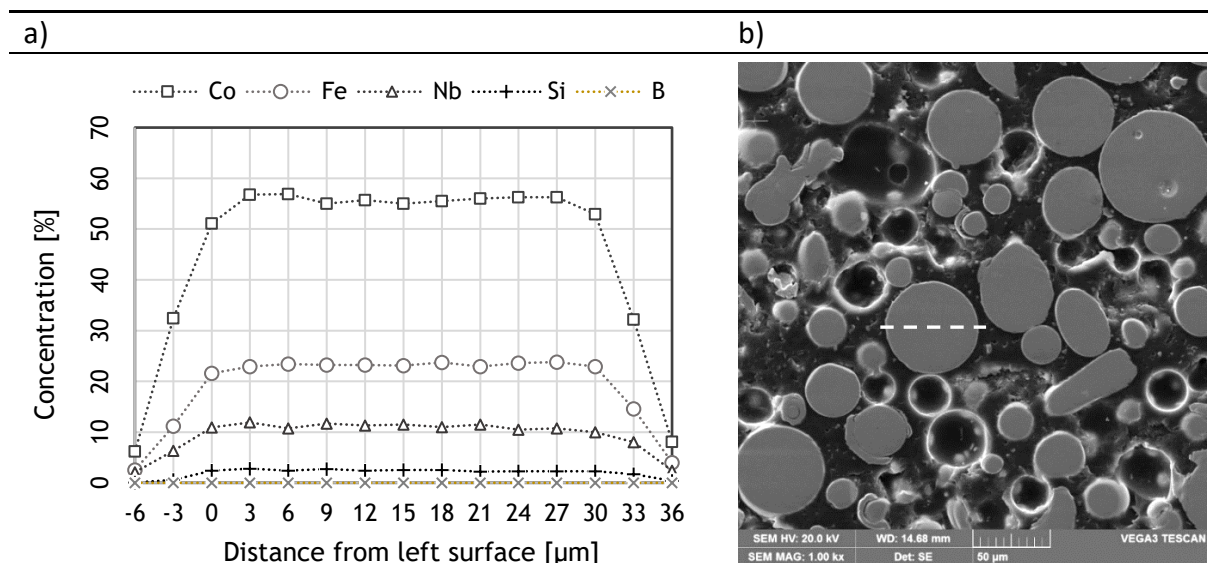 a)
b)
Co Fe Nb Si B
Concentration [%]
70
60
50
40
30
20
10
0
-6 -3 0 3 6 9 12 15 18 21 24 27 30 33 36
Distance from left surface [µm]
SEM HV: 20.0 kV WD: 14.68 mm VEGA3 TESCAN
SEM MAG: 1.00 kx Det: SE 50 µm